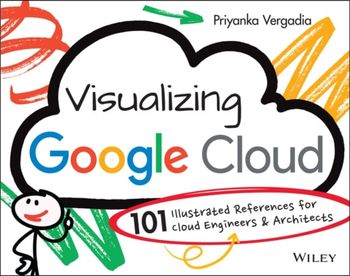 Priyanka Vergadia
Visualizing
Google Cloud
101 Illustrated References for
Cloud Engineers & Architects
WILEY